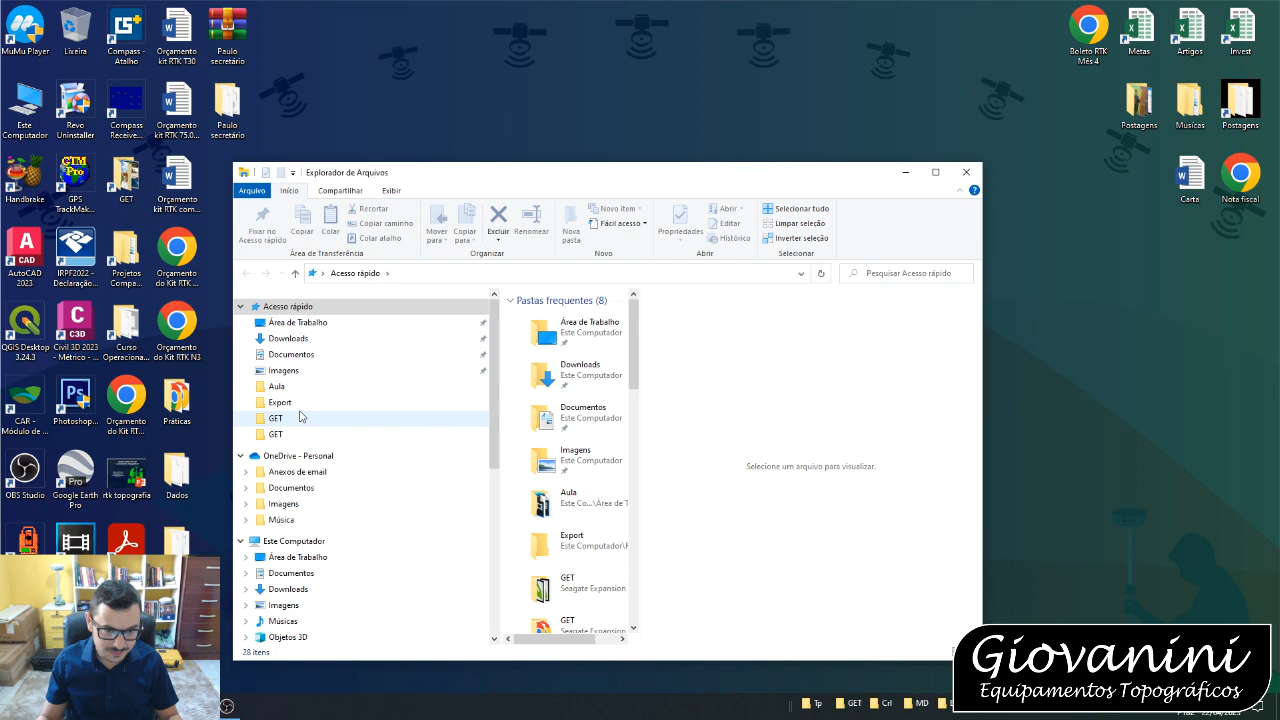 MuMu Player
Lixeira
Compass - Atalho
Orçamento kit RTK T30
Paulo secretário
Boleto RTK Mês 4
Metas
Artigos
Invest
Este Computador
Revo Uninstaller
Compass Receive...
Orçamento kit RTK 75.0...
Paulo secretário
Postagens
Musicas
Postagens
Handbrake
GPS TrackMak...
GET
Orçamento kit RTK com...
Carta
Nota fiscal
AutoCAD 2023
IRPF2022 - Declaração...
Projetos Compa...
Orçamento do Kit RTK...
QGIS Desktop 3.24.3
Civil 3D 2023 - Métrico - ...
Curso Operaciona...
Orçamento do Kit RTK N3
CAR - Módulo de ...
Photoshop...
Orçamento do Kit RT...
Práticas
OBS Studio
Google Earth Pro
rtk topografia
Dados
Explorador de Arquivos
Arquivo
Início
Compartilhar
Exibir
Fixar no Acesso rápido
Copiar
Colar
Recortar
Copiar caminho
Colar atalho
Área de Transferência
Mover para
Copiar para
Excluir
Renomear
Organizar
Nova pasta
Novo item
Fácil acesso
Novo
Propriedades
Abrir
Editar
Histórico
Abrir
Selecionar tudo
Limpar seleção
Inverter seleção
Selecionar
Acesso rápido
Pesquisar Acesso rápido
Acesso rápido
Área de Trabalho
Downloads
Documentos
Imagens
Aula
Export
GET
GET
OneDrive - Personal
Anexos de email
Documentos
Imagens
Música
Este Computador
Área de Trabalho
Documentos
Downloads
Imagens
Músicas
Objetos 3D
28 itens
Pastas frequentes (8)
Área de Trabalho
Este Computador
Downloads
Este Computador
Documentos
Este Computador
Imagens
Este Computador
Aula
Este Co...\Área de T
Export
Este Computador\F
GET
Seagate Expansion
GET
Seagate Expansion
Selecione um arquivo para visualizar.
Giovanini
Equipamentos Topográficos
Tp
GET
Crl
MD